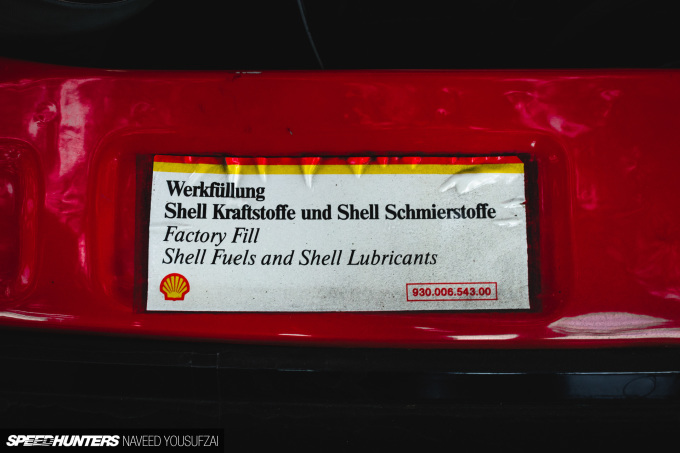 Werkfüllung
Shell Kraftstoffe und Shell Schmierstoffe
Factory Fill
Shell Fuels and Shell Lubricants
930.006.543.00
SPEEDHUNTERS NAVEED YOUSUFZAI